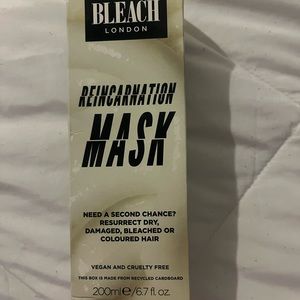 BLEACH
LONDON
REINCARNATION
MASK
NEED A SECOND CHANCE?
RESURRECT DRY,
DAMAGED, BLEACHED OR
COLOURED HAIR
VEGAN AND CRUELTY FREE
THIS BOX IS MADE FROM RECYCLED CARDBOARD
200ml ℮/6.7 fl. oz.